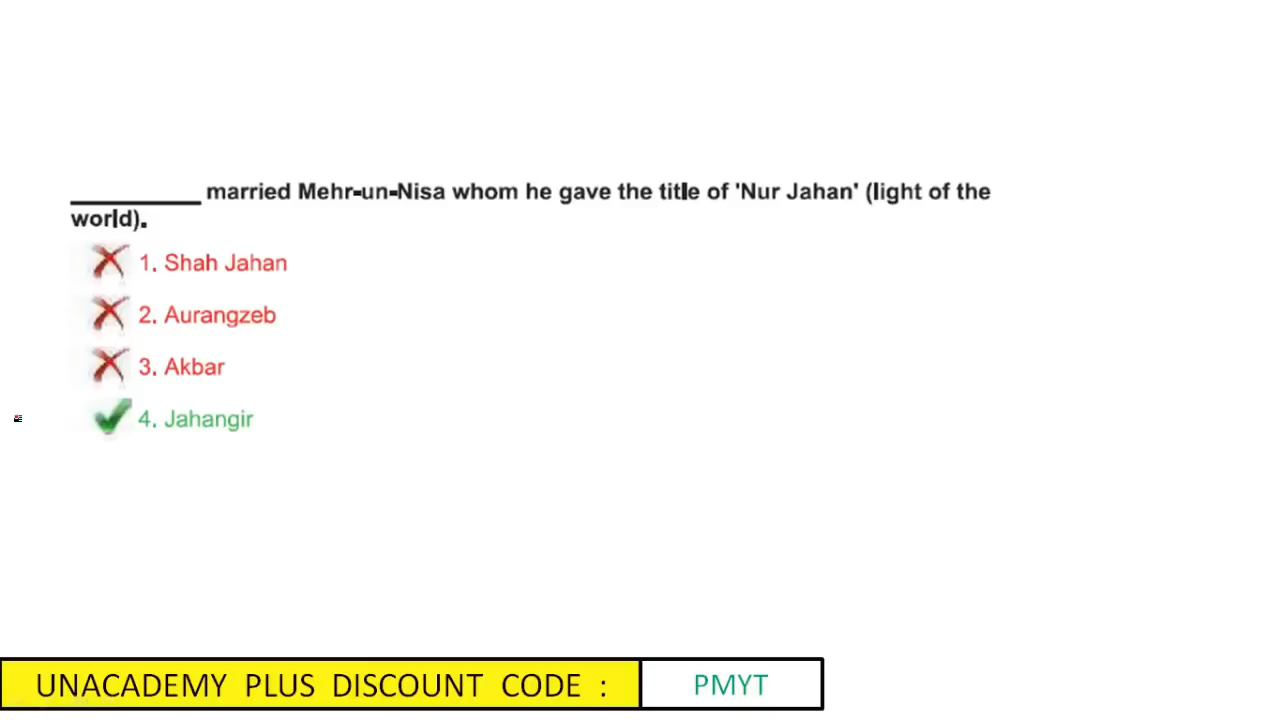 __________ married Mehr-un-Nisa whom he gave the title of 'Nur Jahan' (light of the
world).
1. Shah Jahan
2. Aurangzeb
3. Akbar
4. Jahangir
UNACADEMY PLUS DISCOUNT CODE : PMYT